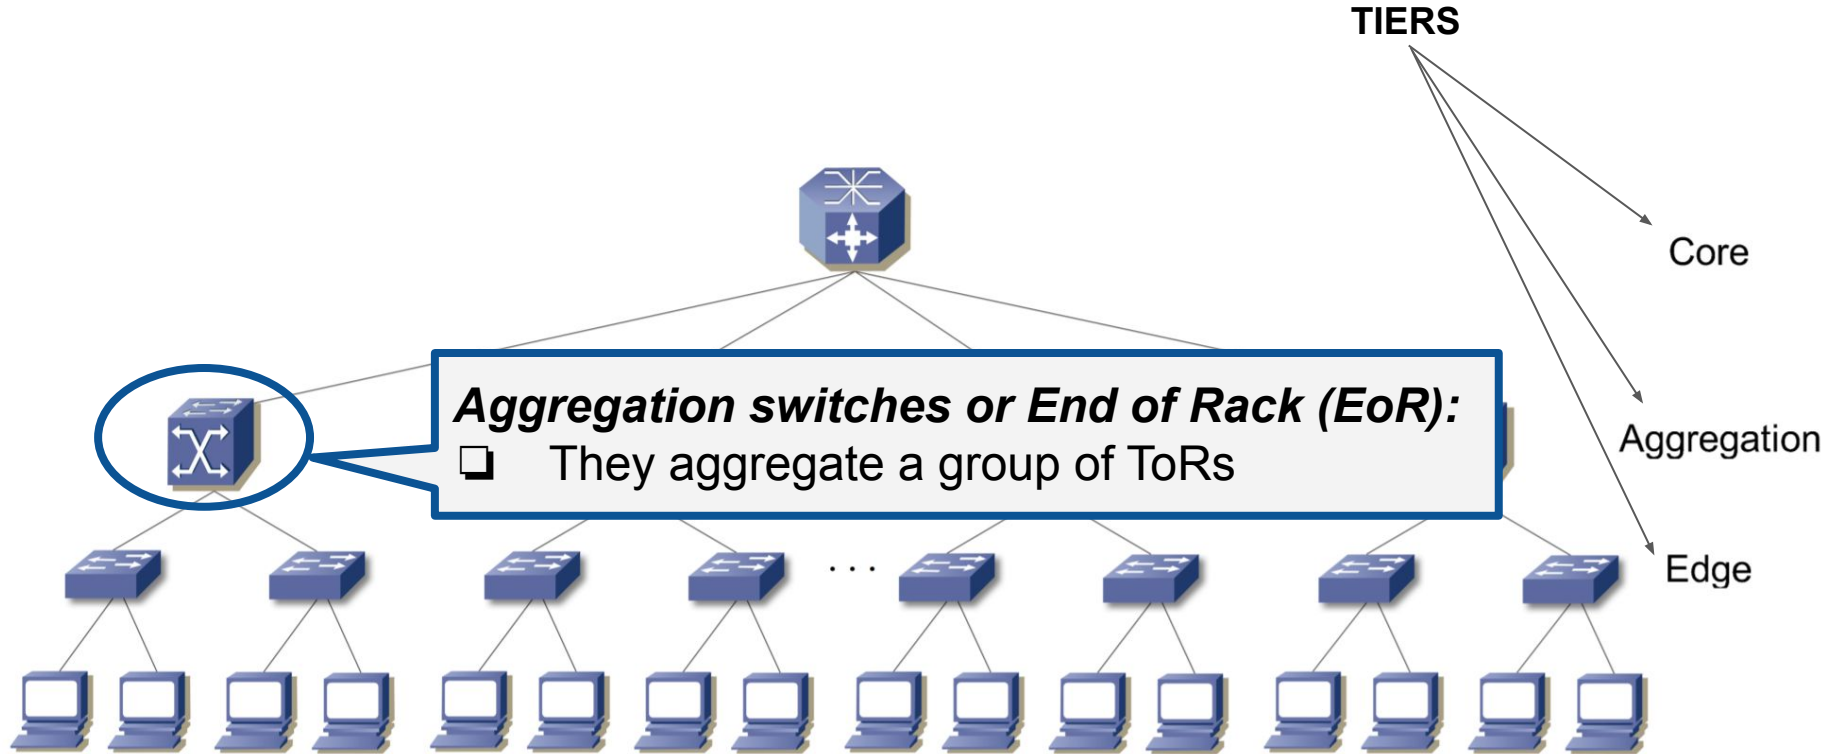 TIERS
Core
Aggregation switches or End of Rack (EoR):
❏ They aggregate a group of ToRs
Aggregation
. . .
Edge